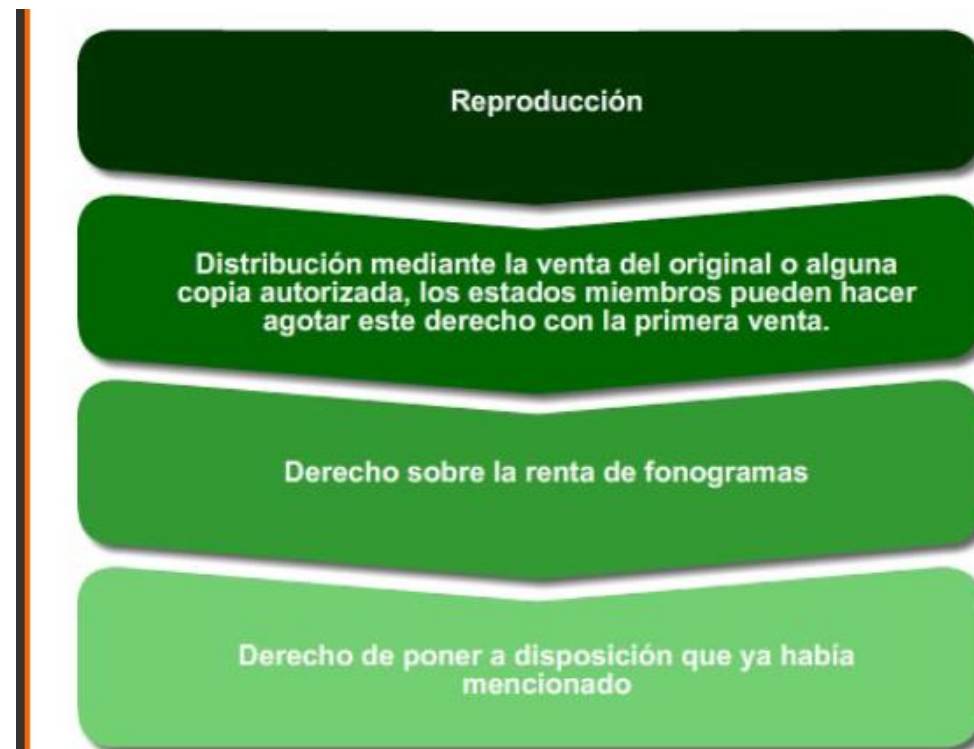 Reproducción
Distribución mediante la venta del original o alguna
copia autorizada, los estados miembros pueden hacer
agotar este derecho con la primera venta.
Derecho sobre la renta de fonogramas
Derecho de poner a disposición que ya había
mencionado